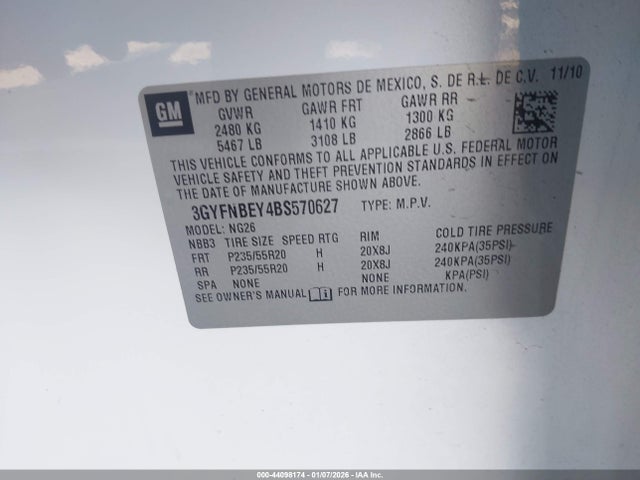 GM
MFD BY GENERAL MOTORS DE MEXICO, S. DE R.L. DE C.V. 11/10
GVWR GAWR FRT GAWR RR
2480 KG 1410 KG 1300 KG
5467 LB 3108 LB 2866 LB
THIS VEHICLE CONFORMS TO ALL APPLICABLE U.S. FEDERAL MOTOR
VEHICLE SAFETY AND THEFT PREVENTION STANDARDS IN EFFECT ON
THE DATE OF MANUFACTURE SHOWN ABOVE.
3GYFNBEY4BS570627 TYPE: M.P.V.
MODEL: NG26
NBB3 TIRE SIZE SPEED RTG RIM COLD TIRE PRESSURE
FRT P235/55R20 H 20X8J 240KPA(35PSI)
RR P235/55R20 H 20X8J 240KPA(35PSI)
SPA NONE NONE KPA(PSI)
SEE OWNER'S MANUAL FOR MORE INFORMATION.
000-44098174 - 01/07/2026 - IAA Inc.